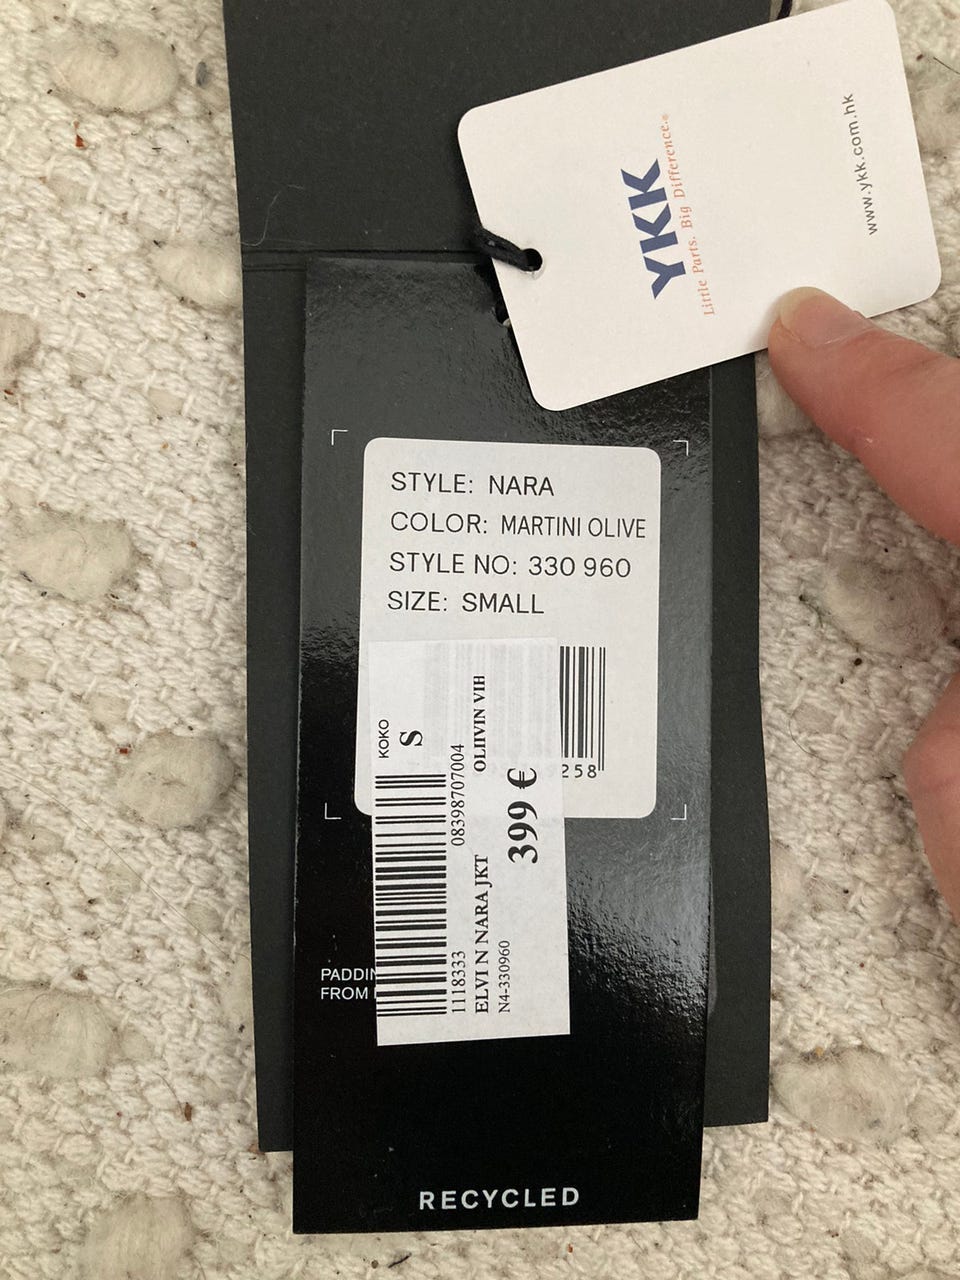 YKK
Little Parts. Big Difference.®
www.ykk.com.hk
STYLE: NARA
COLOR: MARTINI OLIVE
STYLE NO: 330 960
SIZE: SMALL
258
KOKO
S
08398707004
1118333
OLIIVIN VIH
ELVI N NARA JKT
399 €
N4-330960
FROM
RECYCLED